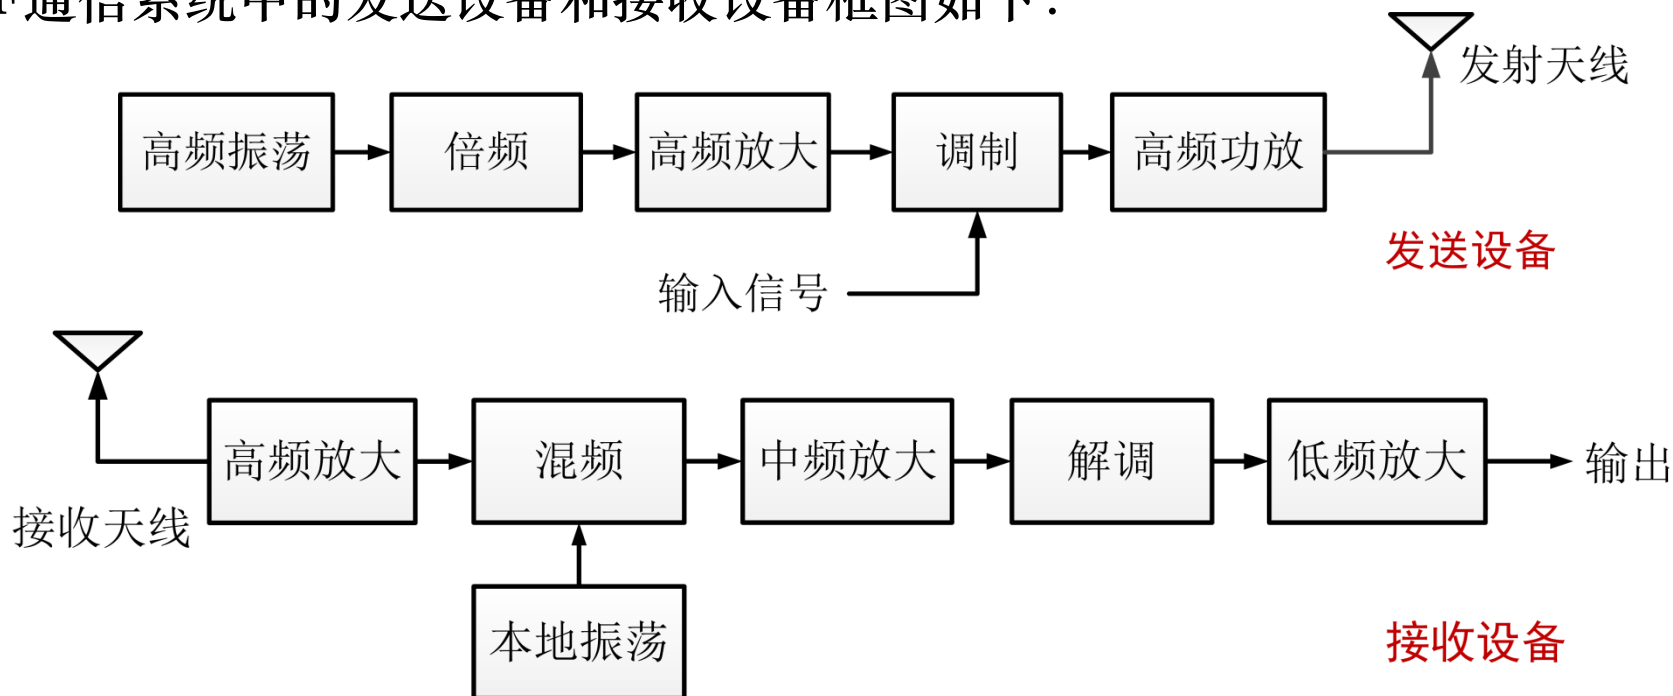 通信系统中的发送设备和接收设备框图如下：
发射天线
高频振荡 倍频 高频放大 调制 高频功放
发送设备
输入信号
高频放大 混频 中频放大 解调 低频放大 输出
接收天线
本地振荡 接收设备